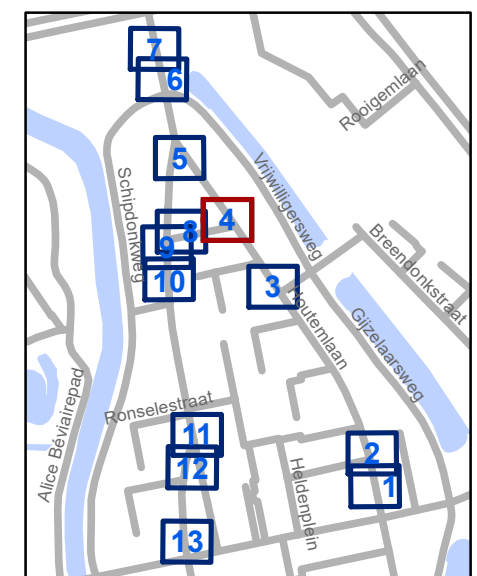 7
6
Rooigemlaan
5
Vrijwilligersweg
Schipdonkweg
4
8
9
Breendonkstraat
10
3
Houtemlaan
Gijzelaarsweg
Alice Béviairepad
Ronselestraat
11
2
12
1
Heldenplein
13